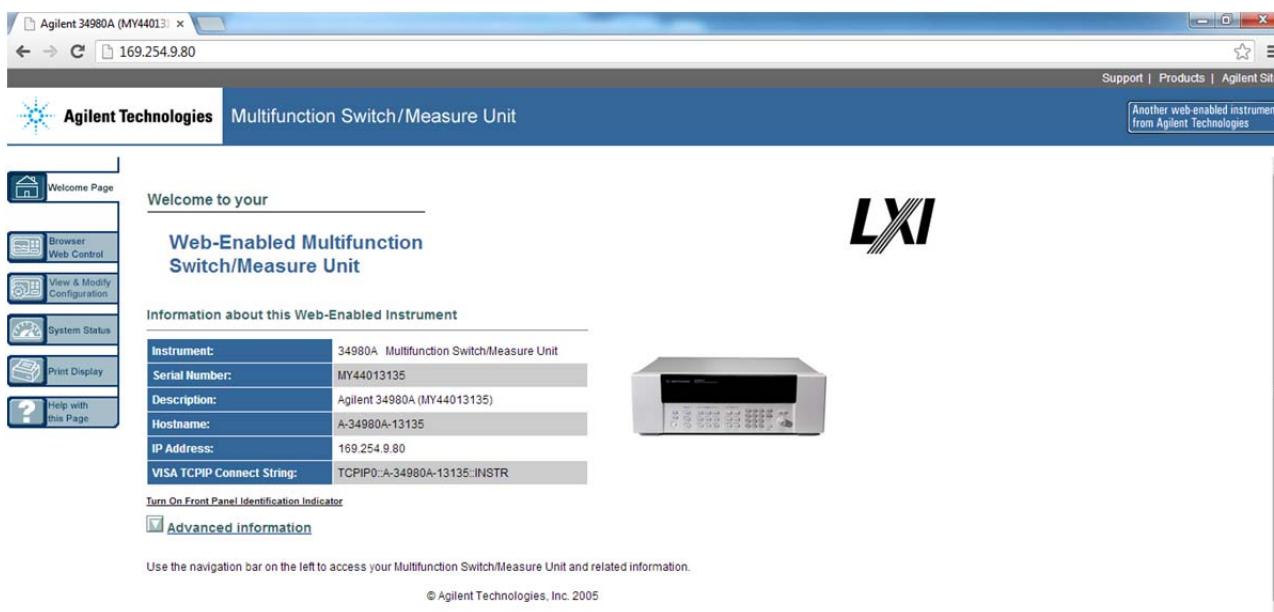 Agilent 34980A (MY44013
169.254.9.80
Support | Products | Agilent Sit
Agilent Technologies
Multifunction Switch/Measure Unit
Another web-enabled instrumen
from Agilent Technologies
Welcome Page
Browser
Web Control
View & Modify
Configuration
System Status
Print Display
Help with
this Page
Welcome to your
LXI
Web-Enabled Multifunction
Switch/Measure Unit
Information about this Web-Enabled Instrument
Instrument: 34980A Multifunction Switch/Measure Unit
Serial Number: MY44013135
Description: Agilent 34980A (MY44013135)
Hostname: A-34980A-13135
IP Address: 169.254.9.80
VISA TCPIP Connect String: TCPIP0::A-34980A-13135::INSTR
Turn On Front Panel Identification Indicator
Advanced information
Use the navigation bar on the left to access your Multifunction Switch/Measure Unit and related information.
© Agilent Technologies, Inc. 2005